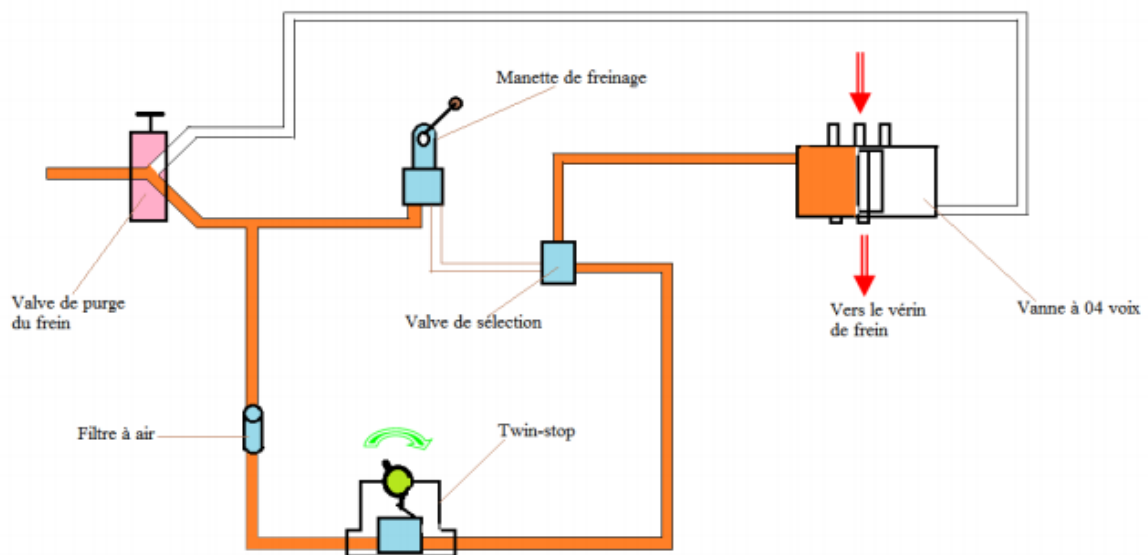 Manette de freinage
Valve de purge
du frein
Valve de sélection
Vers le vérin
de frein
Vanne à 04 voix
Filtre à air
Twin-stop